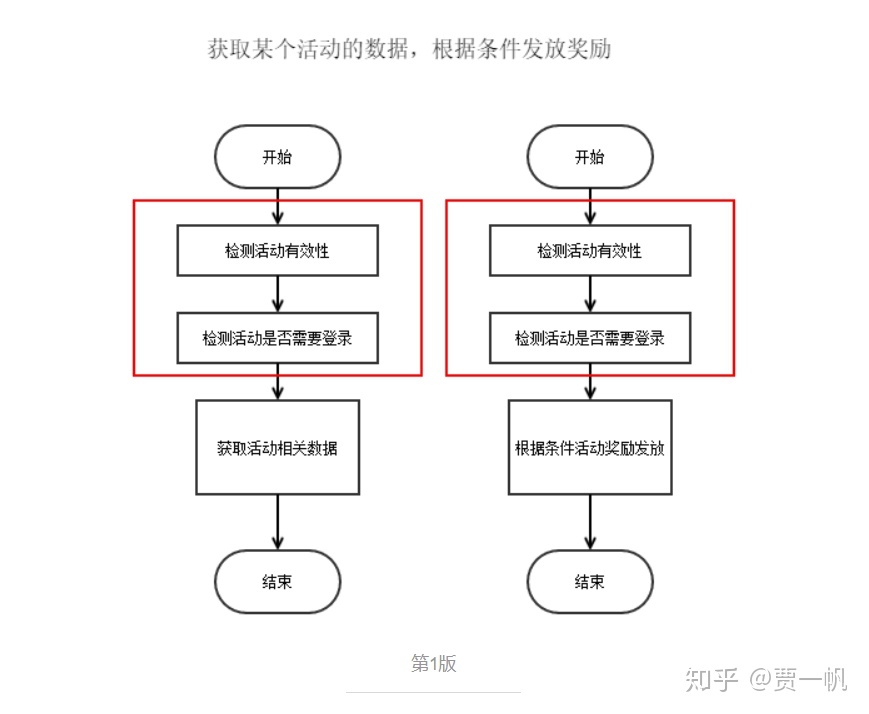 获取某个活动的数据，根据条件发放奖励
开始
检测活动有效性
检测活动是否需要登录
获取活动相关数据
结束
开始
检测活动有效性
检测活动是否需要登录
根据条件活动奖励发放
结束
第1版
知乎 @贾一帆